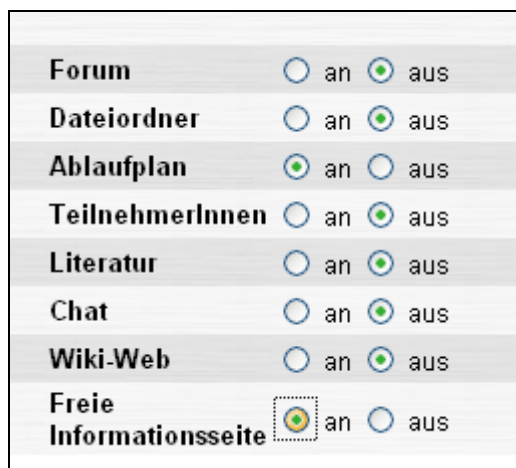 Forum an aus
Dateiordner an aus
Ablaufplan an aus
TeilnehmerInnen an aus
Literatur an aus
Chat an aus
Wiki-Web an aus
Freie
Informationsseite an aus